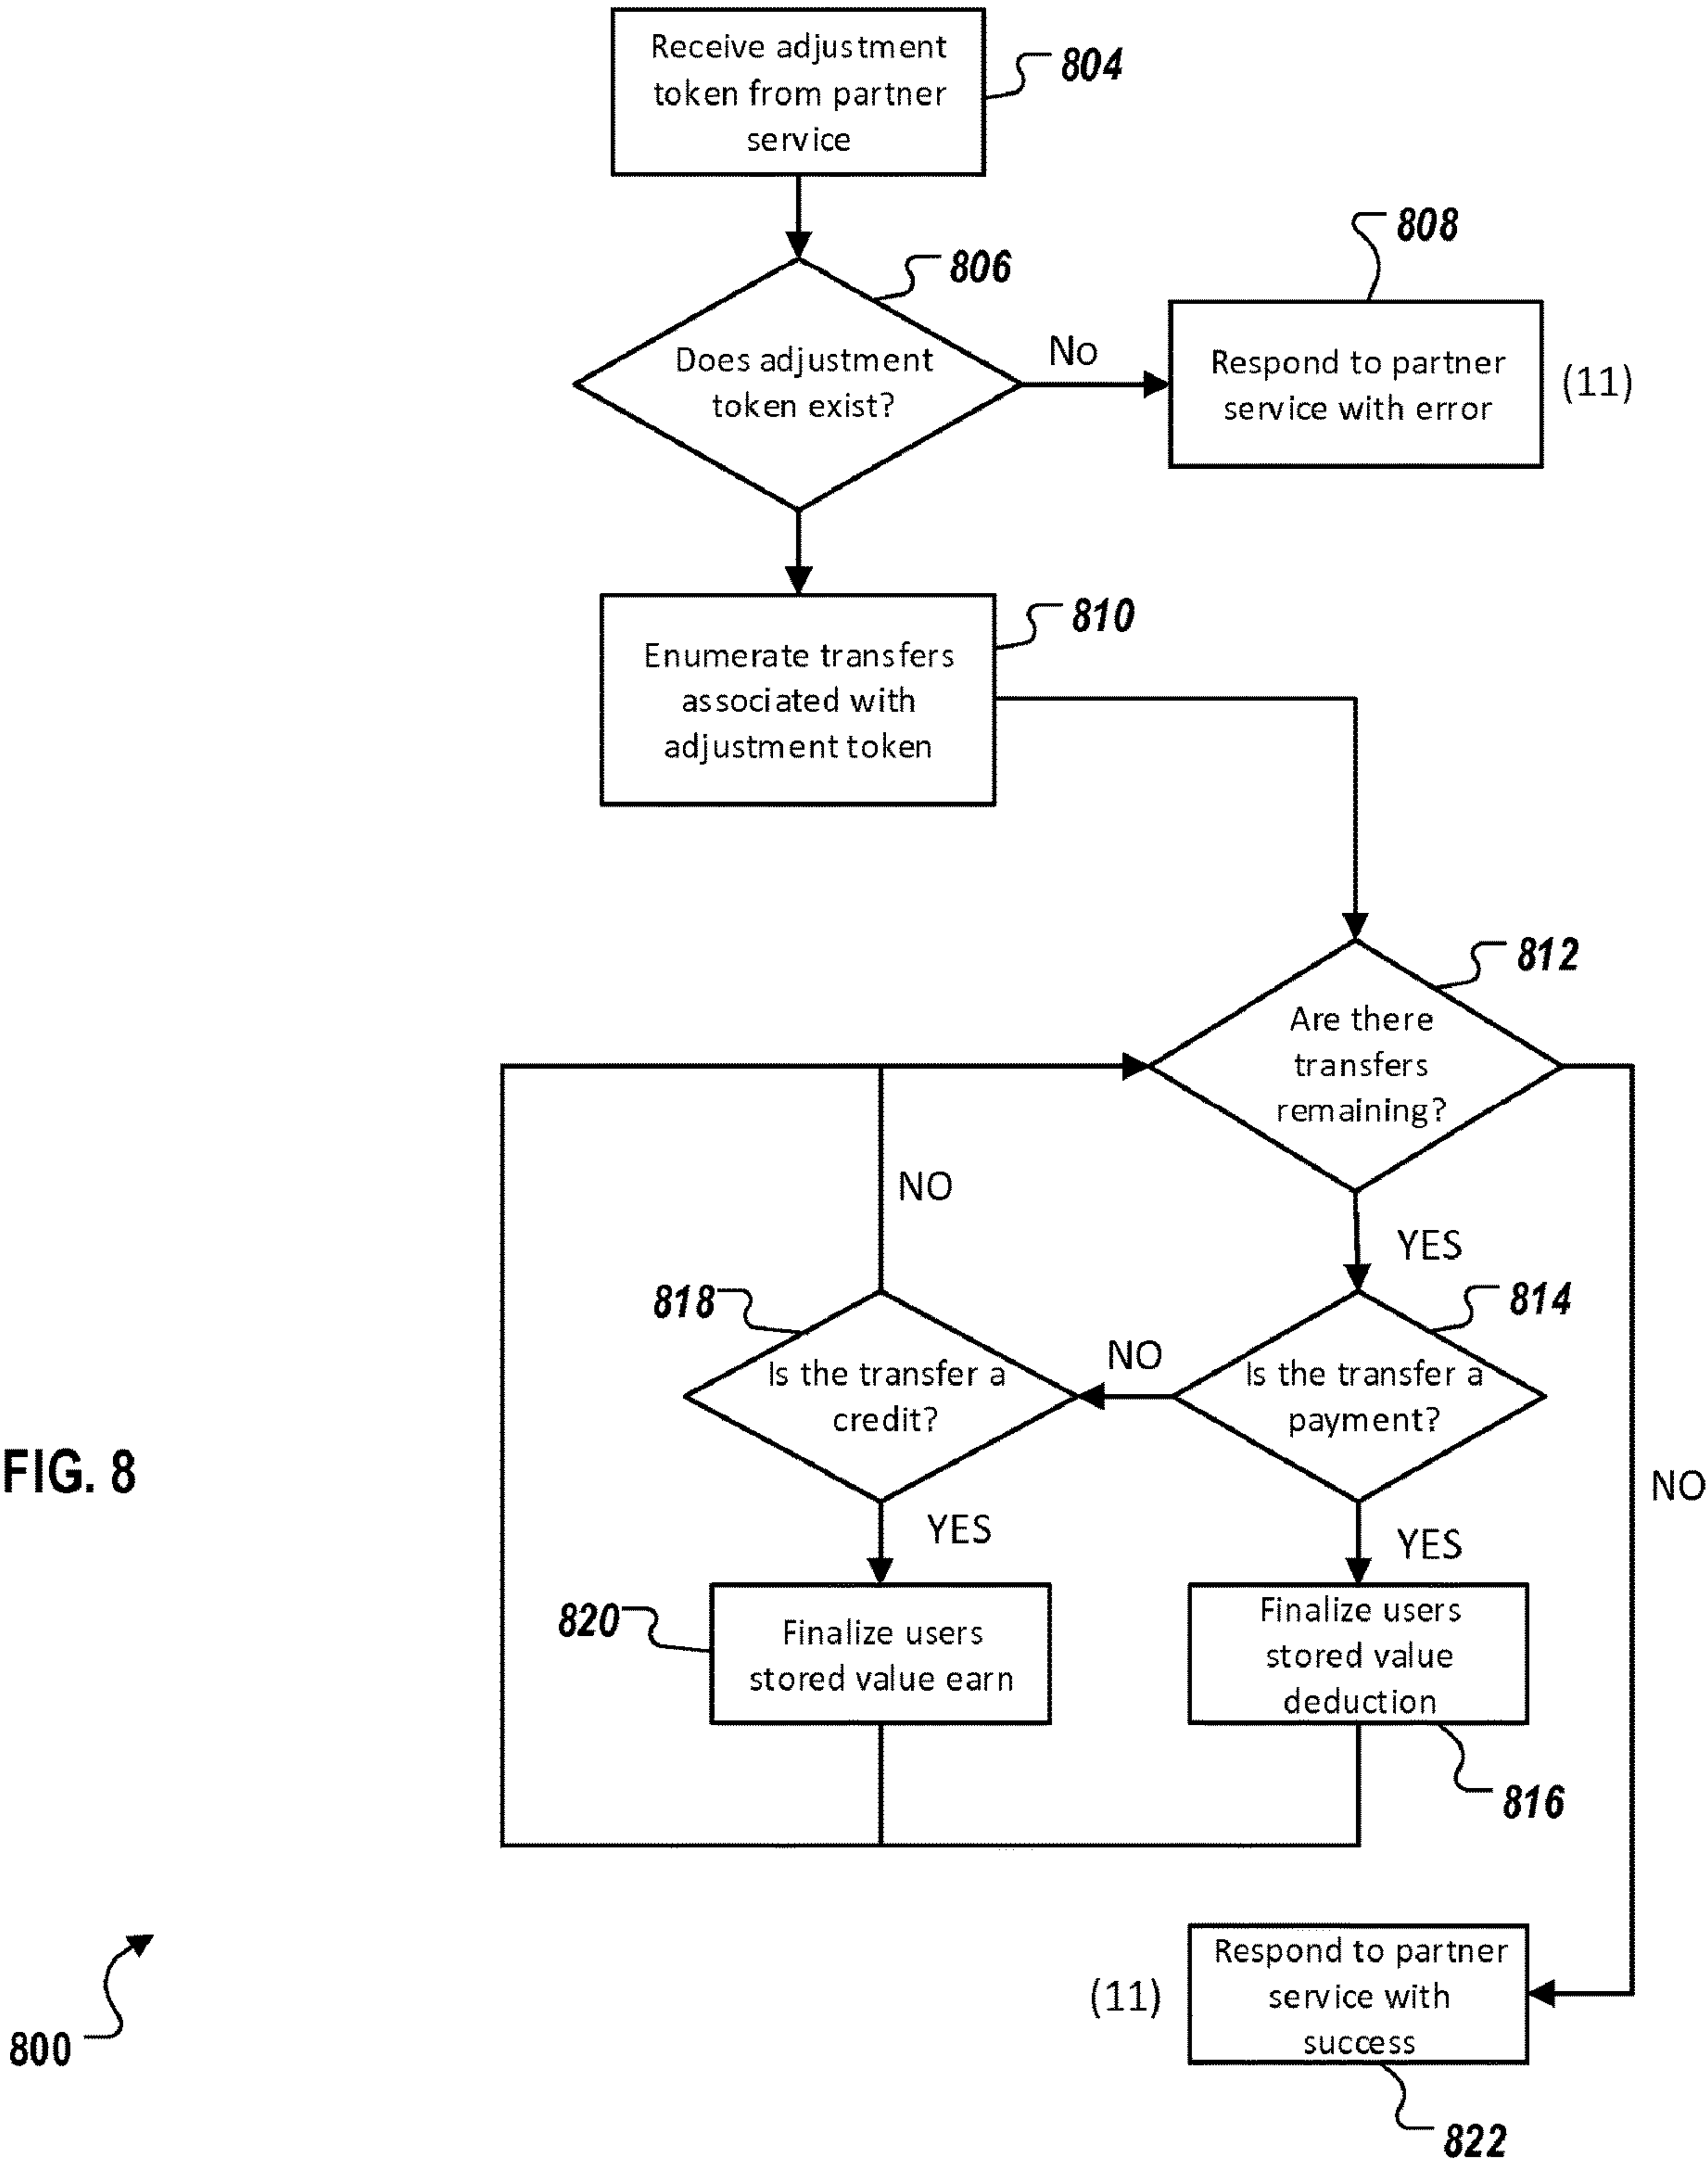 Receive adjustment
token from partner
service
804
808
806
Does adjustment
token exist?
No
Respond to partner
service with error
(11)
810
Enumerate transfers
associated with
adjustment token
812
Are there
transfers
remaining?
NO
YES
818
814
Is the transfer a
credit?
NO
Is the transfer a
payment?
FIG. 8
NO
YES
YES
820
Finalize users
stored value earn
Finalize users
stored value
deduction
816
Respond to partner
service with
success
(11)
800
822